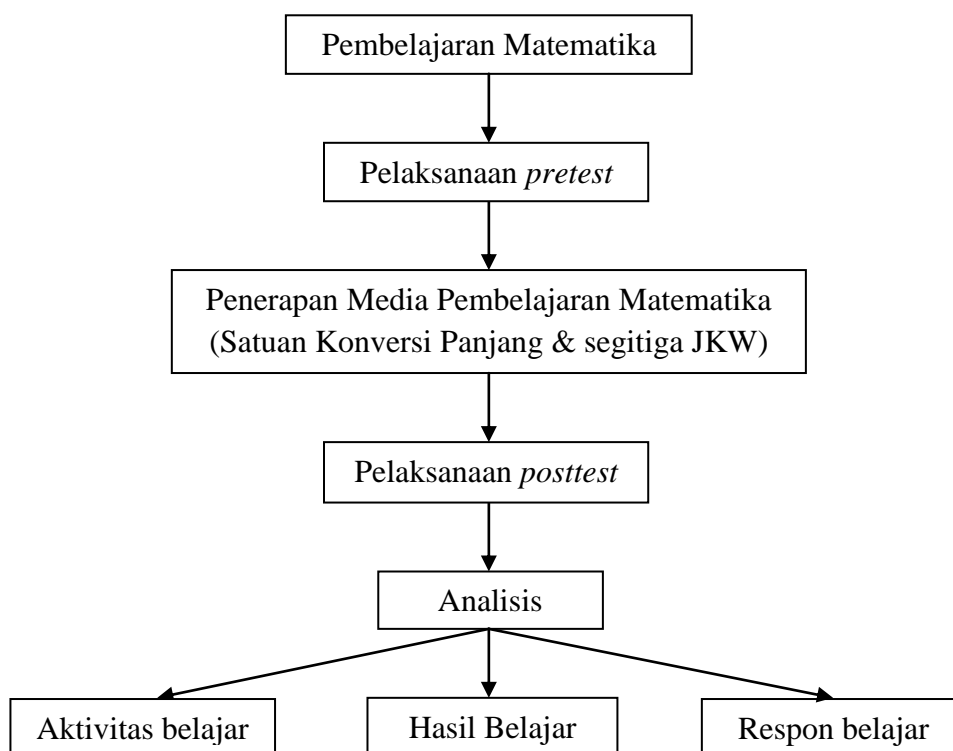 Pembelajaran Matematika
Pelaksanaan pretest
Penerapan Media Pembelajaran Matematika
(Satuan Konversi Panjang & segitiga JKW)
Pelaksanaan posttest
Analisis
Aktivitas belajar
Hasil Belajar
Respon belajar